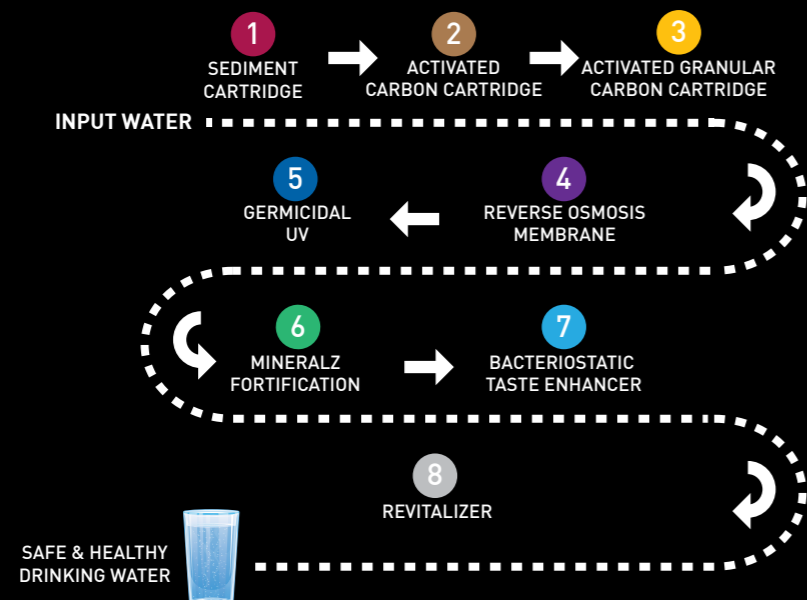 1
SEDIMENT
CARTRIDGE
2
ACTIVATED
CARBON CARTRIDGE
3
ACTIVATED GRANULAR
CARBON CARTRIDGE
INPUT WATER
5
GERMICIDAL
UV
4
REVERSE OSMOSIS
MEMBRANE
6
MINERALZ
FORTIFICATION
7
BACTERIOSTATIC
TASTE ENHANCER
8
REVITALIZER
SAFE & HEALTHY
DRINKING WATER